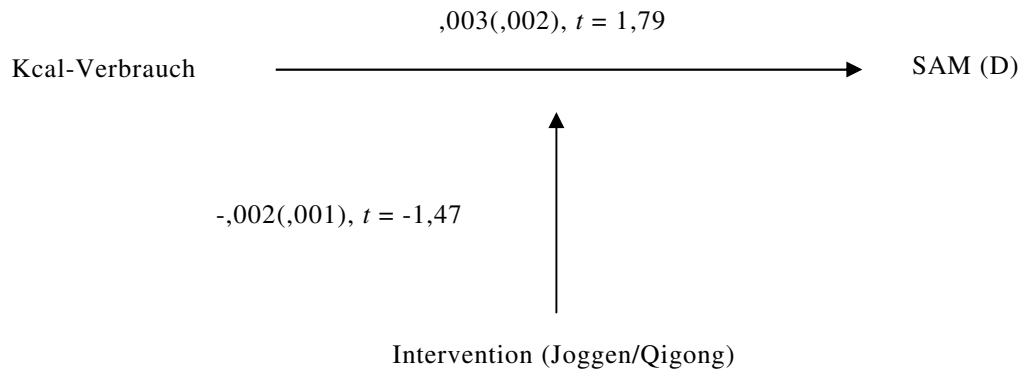 ,003(,002), t = 1,79
Kcal-Verbrauch
SAM (D)
-,002(,001), t = -1,47
Intervention (Joggen/Qigong)